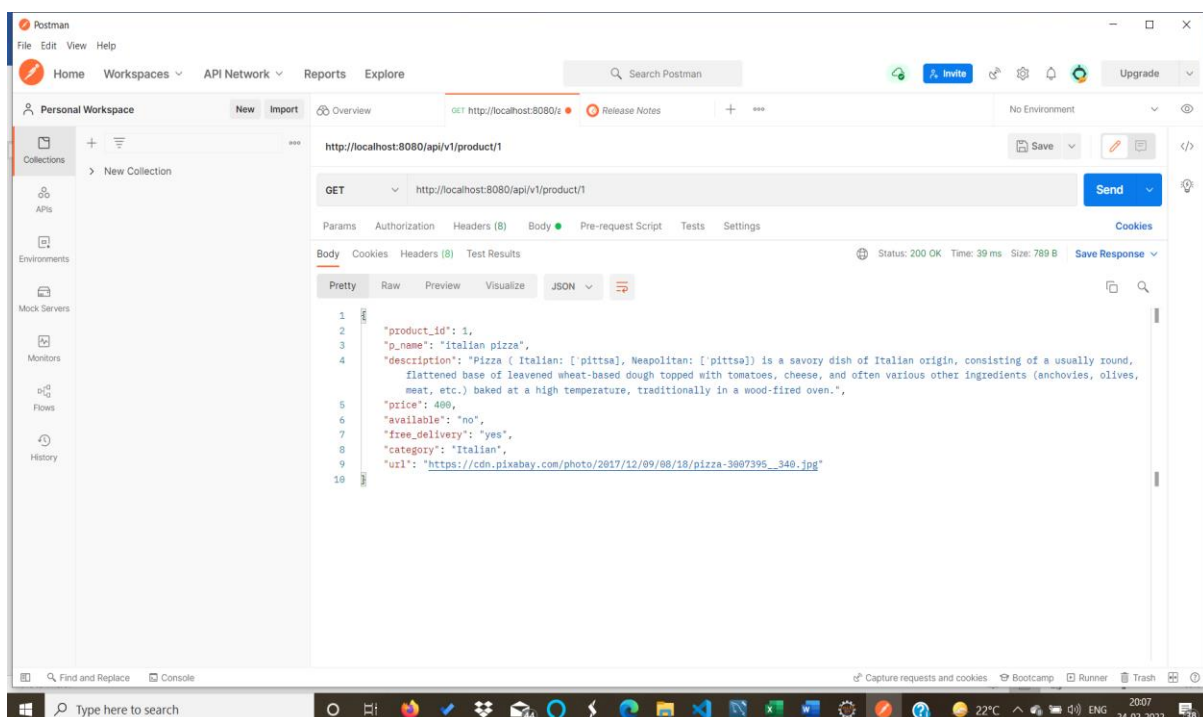 Postman
File Edit View Help
Home Workspaces API Network Reports Explore Search Postman Invite Upgrade
Personal Workspace New Import Overview GET http://localhost:8080/a Release Notes No Environment
Collections
New Collection
APIs
Environments
Mock Servers
Monitors
Flows
History
http://localhost:8080/api/v1/product/1 Save
GET http://localhost:8080/api/v1/product/1 Send
Params Authorization Headers (8) Body Pre-request Script Tests Settings Cookies
Body Cookies Headers (8) Test Results Status: 200 OK Time: 39 ms Size: 789 B Save Response
Pretty Raw Preview Visualize JSON
1 {
2 "product_id": 1,
3 "p_name": "italian pizza",
4 "description": "Pizza ( Italian: [ˈpittsa], Neapolitan: [ˈpittsə]) is a savory dish of Italian origin, consisting of a usually round,
flattened base of leavened wheat-based dough topped with tomatoes, cheese, and often various other ingredients (anchovies, olives,
meat, etc.) baked at a high temperature, traditionally in a wood-fired oven.",
5 "price": 400,
6 "available": "no",
7 "free_delivery": "yes",
8 "category": "Italian",
9 "url": "https://cdn.pixabay.com/photo/2017/12/09/08/18/pizza-3007395__340.jpg"
10 }
Find and Replace Console Capture requests and cookies Bootcamp Runner Trash
Type here to search 22°C ENG 20:07